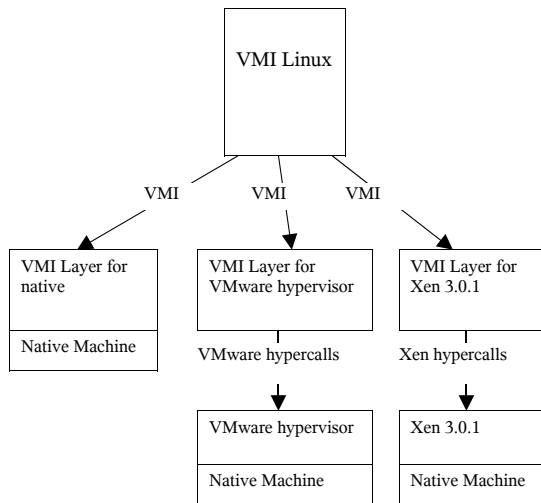 VMI Linux
VMI VMI VMI
VMI Layer for
native
Native Machine
VMI Layer for
VMware hypervisor
VMI Layer for
Xen 3.0.1
VMware hypercalls
Xen hypercalls
VMware hypervisor
Native Machine
Xen 3.0.1
Native Machine